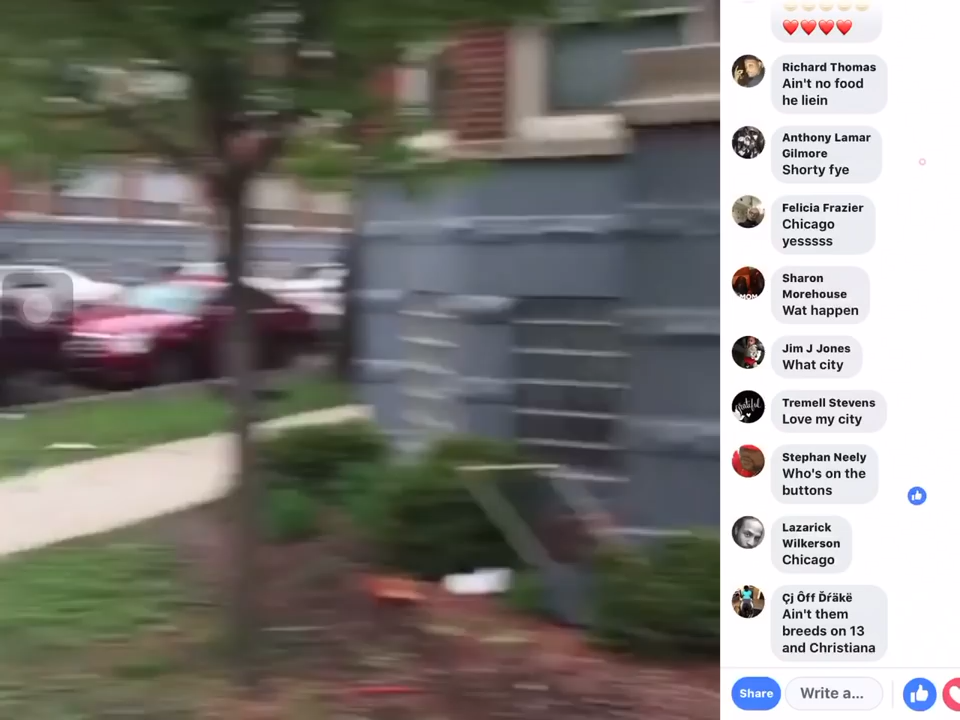 ❤️❤️❤️❤️
Richard Thomas
Ain't no food
he liein
Anthony Lamar
Gilmore
Shorty fye
Felicia Frazier
Chicago
yesssss
Sharon
Morehouse
Wat happen
Jim J Jones
What city
Tremell Stevens
Love my city
Stephan Neely
Who's on the
buttons
Lazarick
Wilkerson
Chicago
Çj Ôff Ďŕäkë
Ain't them
breeds on 13
and Christiana
Share
Write a...